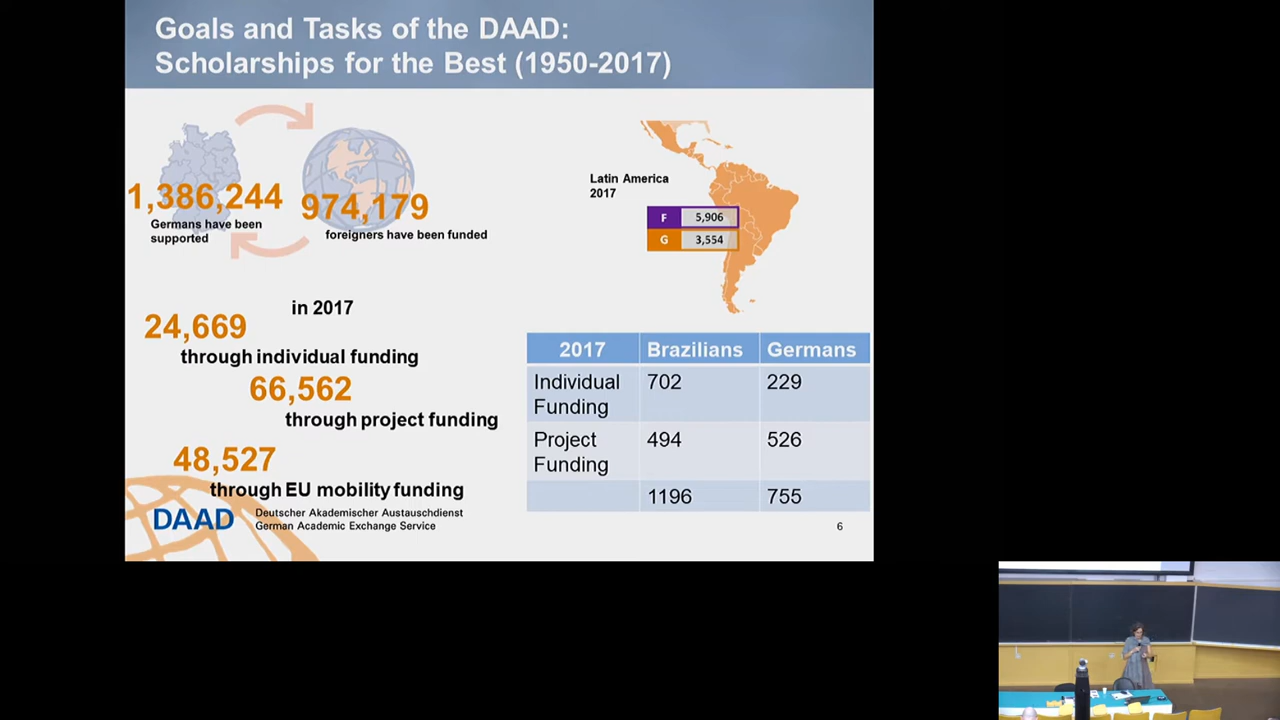 Goals and Tasks of the DAAD:
Scholarships for the Best (1950-2017)
1,386,244
Germans have been
supported
974,179
foreigners have been funded
Latin America
2017
F 5,906
G 3,554
in 2017
24,669
through individual funding
66,562
through project funding
48,527
through EU mobility funding
2017 Brazilians Germans
Individual
Funding 702 229
Project
Funding 494 526
1196 755
DAAD
Deutscher Akademischer Austauschdienst
German Academic Exchange Service
6